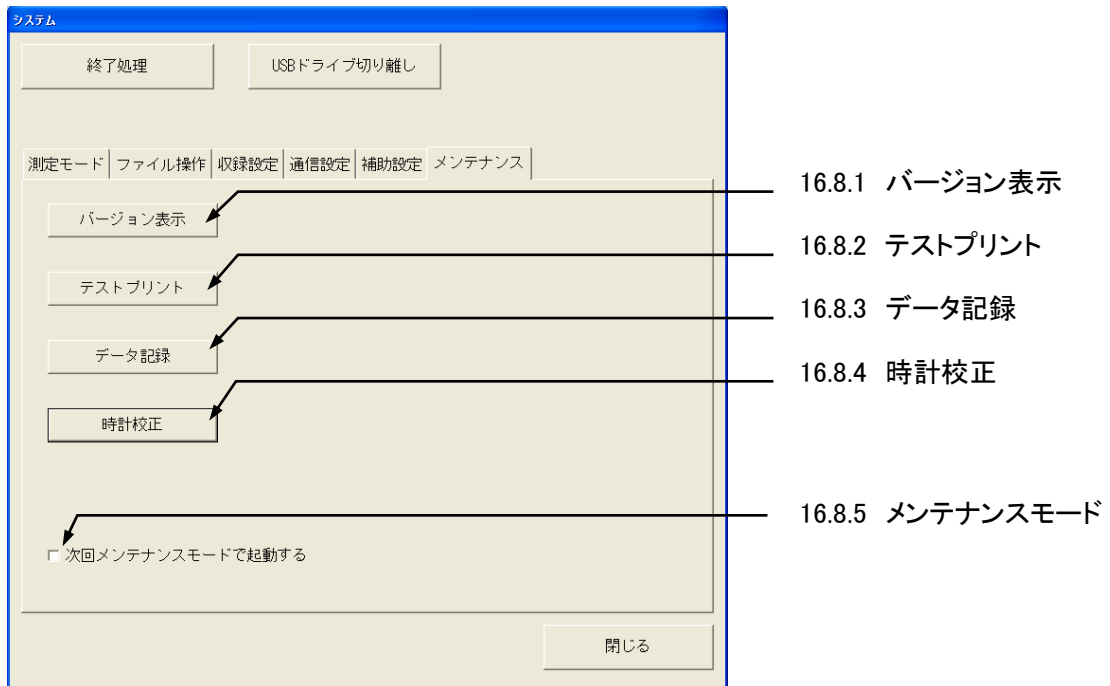 システム
終了処理
USBドライブ切り離し
測定モード ファイル操作 収録設定 通信設定 補助設定 メンテナンス
バージョン表示
16.8.1 バージョン表示
テストプリント
16.8.2 テストプリント
データ記録
16.8.3 データ記録
時計校正
16.8.4 時計校正
次回メンテナンスモードで起動する
16.8.5 メンテナンスモード
閉じる